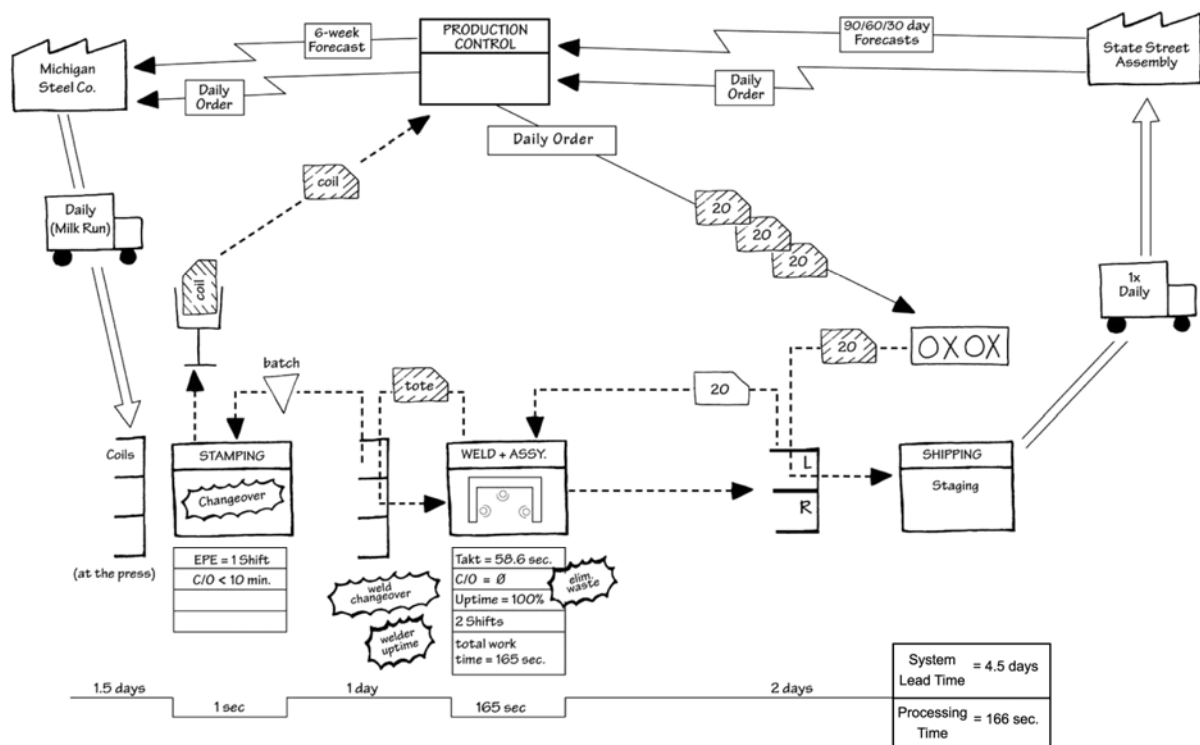 6-week
Forecast
PRODUCTION
CONTROL
90/60/30 day
Forecasts
Michigan
Steel Co.
State Street
Assembly
Daily
Order
Daily
Order
Daily Order
coil
20
20
20
Daily
(Milk Run)
1x
Daily
coil
OXOX
20
batch
tote
20
Coils
STAMPING
WELD + ASSY.
L
SHIPPING
Changeover
Staging
R
(at the press)
EPE = 1 Shift
C/O < 10 min.
Takt = 58.6 sec.
C/O = Ø
Uptime = 100%
2 Shifts
total work
time = 165 sec.
weld
changeover
elim.
waste
welder
uptime
1.5 days
1 sec
1 day
165 sec
2 days
System
Lead Time = 4.5 days
Processing
Time = 166 sec.